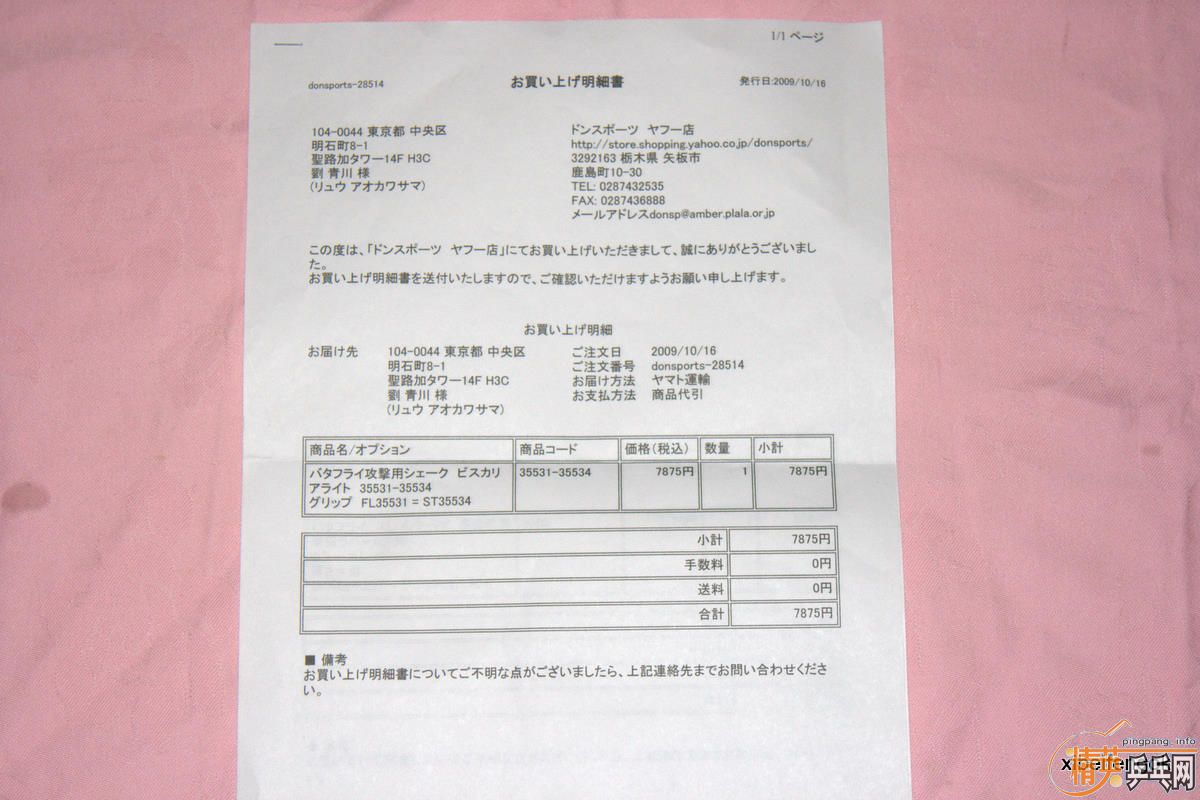 1/1 ページ
donsports-28514
お買い上げ明細書
発行日:2009/10/16
104-0044 東京都 中央区
明石町8-1
聖路加タワー14F H3C
劉 青川 様
(リュウ アオカワサマ)
ドンスポーツ ヤフー店
http://store.shopping.yahoo.co.jp/donsports/
3292163 栃木県 矢板市
鹿島町10-30
TEL: 0287432535
FAX: 0287436888
メールアドレスdonsp@amber.plala.or.jp
この度は、「ドンスポーツ ヤフー店」にてお買い上げいただきまして、誠にありがとうございまし
た。
お買い上げ明細書を送付いたしますので、ご確認いただけますようお願い申し上げます。
お買い上げ明細
お届け先
104-0044 東京都 中央区
明石町8-1
聖路加タワー14F H3C
劉 青川 様
(リュウ アオカワサマ)
ご注文日 2009/10/16
ご注文番号 donsports-28514
お届け方法 ヤマト運輸
お支払方法 商品代引
商品名/オプション 商品コード 価格(税込) 数量 小計
バタフライ攻撃用シェーク ビスカリ 35531-35534 7875円 1 7875円
アライト 35531-35534
グリップ FL35531 = ST35534
小計 7875円
手数料 0円
送料 0円
合計 7875円
■ 備考
お買い上げ明細書についてご不明な点がございましたら、上記連絡先までお問い合わせくださ
い。
pingpang.info
精英乒乓网